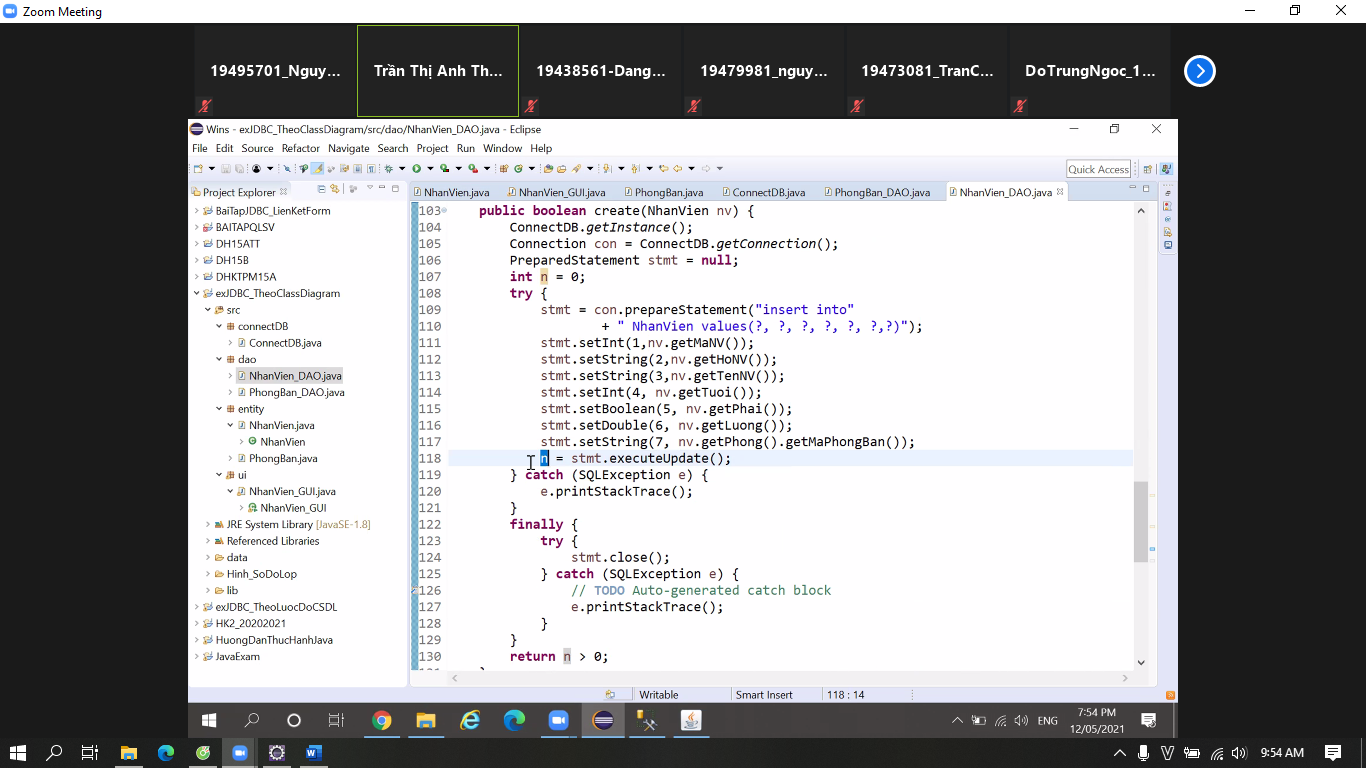 Zoom Meeting
19495701_Nguy...
Trần Thị Anh Th...
19438561-Dang...
19479981_nguy...
19473081_TranC...
DoTrungNgoc_1...
Wins - exJDBC_TheoClassDiagram/src/dao/NhanVien_DAO.java - Eclipse
File Edit Source Refactor Navigate Search Project Run Window Help
Quick Access
Project Explorer
NhanVien.java NhanVien_GUI.java PhongBan.java ConnectDB.java PhongBan_DAO.java NhanVien_DAO.java
BaiTapJDBC_LienKetForm
BAITAPQLSV
DH15ATT
DH15B
DHKTPM15A
exJDBC_TheoClassDiagram
src
connectDB
ConnectDB.java
dao
NhanVien_DAO.java
PhongBan_DAO.java
entity
NhanVien.java
NhanVien
PhongBan.java
ui
NhanVien_GUI.java
NhanVien_GUI
JRE System Library [JavaSE-1.8]
Referenced Libraries
data
Hinh_SoDoLop
lib
exJDBC_TheoLuocDoCSDL
HK2_20202021
HuongDanThucHanhJava
JavaExam
103 public boolean create(NhanVien nv) {
104 ConnectDB.getInstance();
105 Connection con = ConnectDB.getConnection();
106 PreparedStatement stmt = null;
107 int n = 0;
108 try {
109 stmt = con.prepareStatement("insert into"
110 + " NhanVien values(?, ?, ?, ?, ?, ?,?)");
111 stmt.setInt(1,nv.getMaNV());
112 stmt.setString(2,nv.getHoNV());
113 stmt.setString(3,nv.getTenNV());
114 stmt.setInt(4, nv.getTuoi());
115 stmt.setBoolean(5, nv.getPhai());
116 stmt.setDouble(6, nv.getLuong());
117 stmt.setString(7, nv.getPhong().getMaPhongBan());
118 n = stmt.executeUpdate();
119 } catch (SQLException e) {
120 e.printStackTrace();
121 }
122 finally {
123 try {
124 stmt.close();
125 } catch (SQLException e) {
126 // TODO Auto-generated catch block
127 e.printStackTrace();
128 }
129 }
130 return n > 0;
Writable Smart Insert 118 : 14
ENG
7:54 PM
12/05/2021
9:54 AM